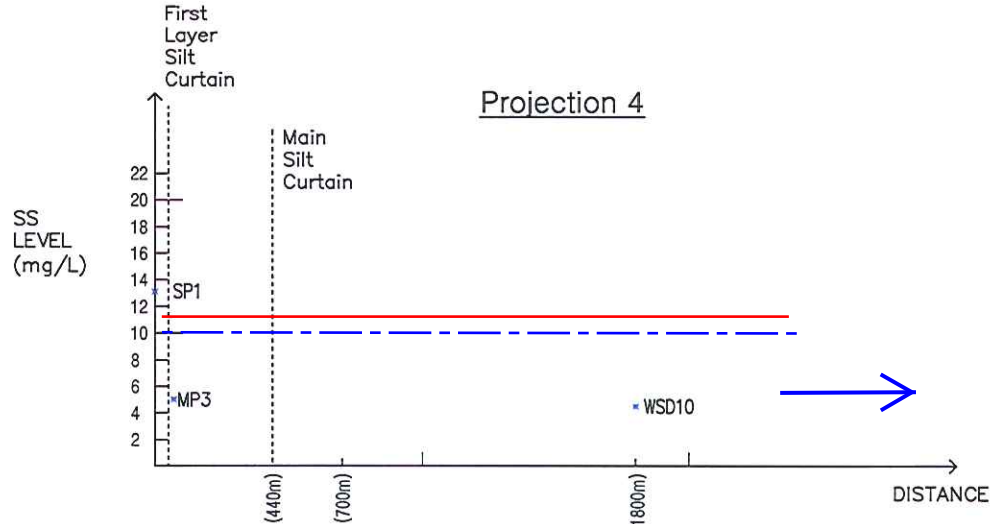 First
Layer
Silt
Curtain
Projection 4
Main
Silt
Curtain
SS
LEVEL
(mg/L)
22
20
18
16
14
12
10
8
6
4
2
SP1
MP3
WSD10
(440m)
(700m)
1800m)
DISTANCE